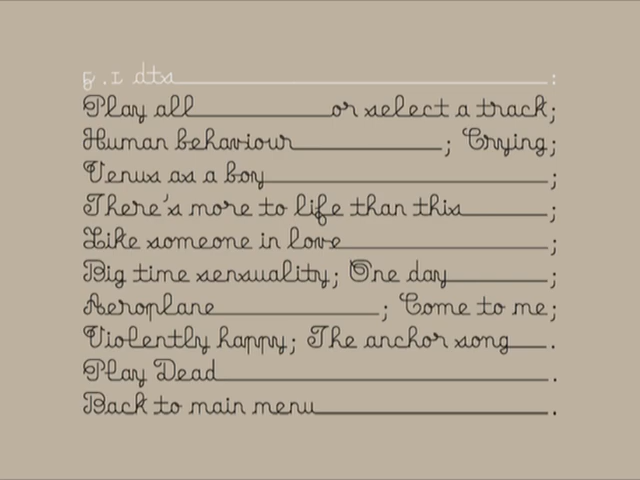 5.1 dts :
Play all or select a track;
Human behaviour ; Crying;
Venus as a boy ;
There's more to life than this ;
Like someone in love ;
Big time sensuality; One day ;
Aeroplane ; Come to me;
Violently happy; The anchor song .
Play Dead .
Back to main menu .